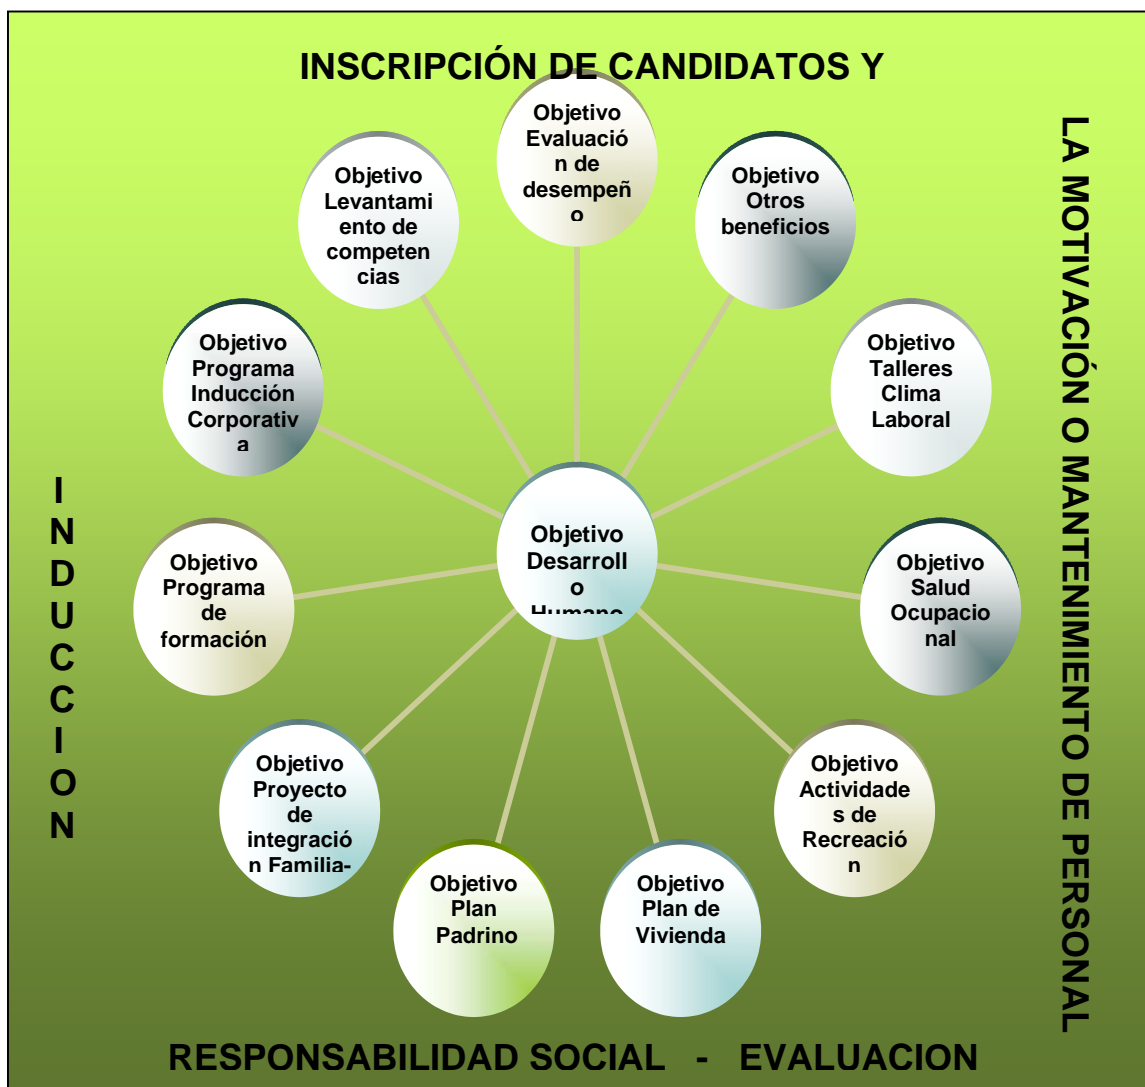 INSCRIPCIÓN DE CANDIDATOS Y
Objetivo
Evaluació
n de
desempeñ
o
Objetivo
Otros
beneficios
Objetivo
Talleres
Clima
Laboral
Objetivo
Salud
Ocupacio
nal
Objetivo
Actividade
s de
Recreación
Objetivo
Plan de
Vivienda
Objetivo
Plan
Padrino
Objetivo
Proyecto
de
integració
n Familia-
Objetivo
Programa
de
formación
Objetivo
Programa
Inducción
Corporativ
a
Objetivo
Levantami
ento de
competen
cias
Objetivo
Desarroll
o
Humano
INDUCCION
LA MOTIVACIÓN O MANTENIMIENTO DE PERSONAL
RESPONSABILIDAD SOCIAL - EVALUACION